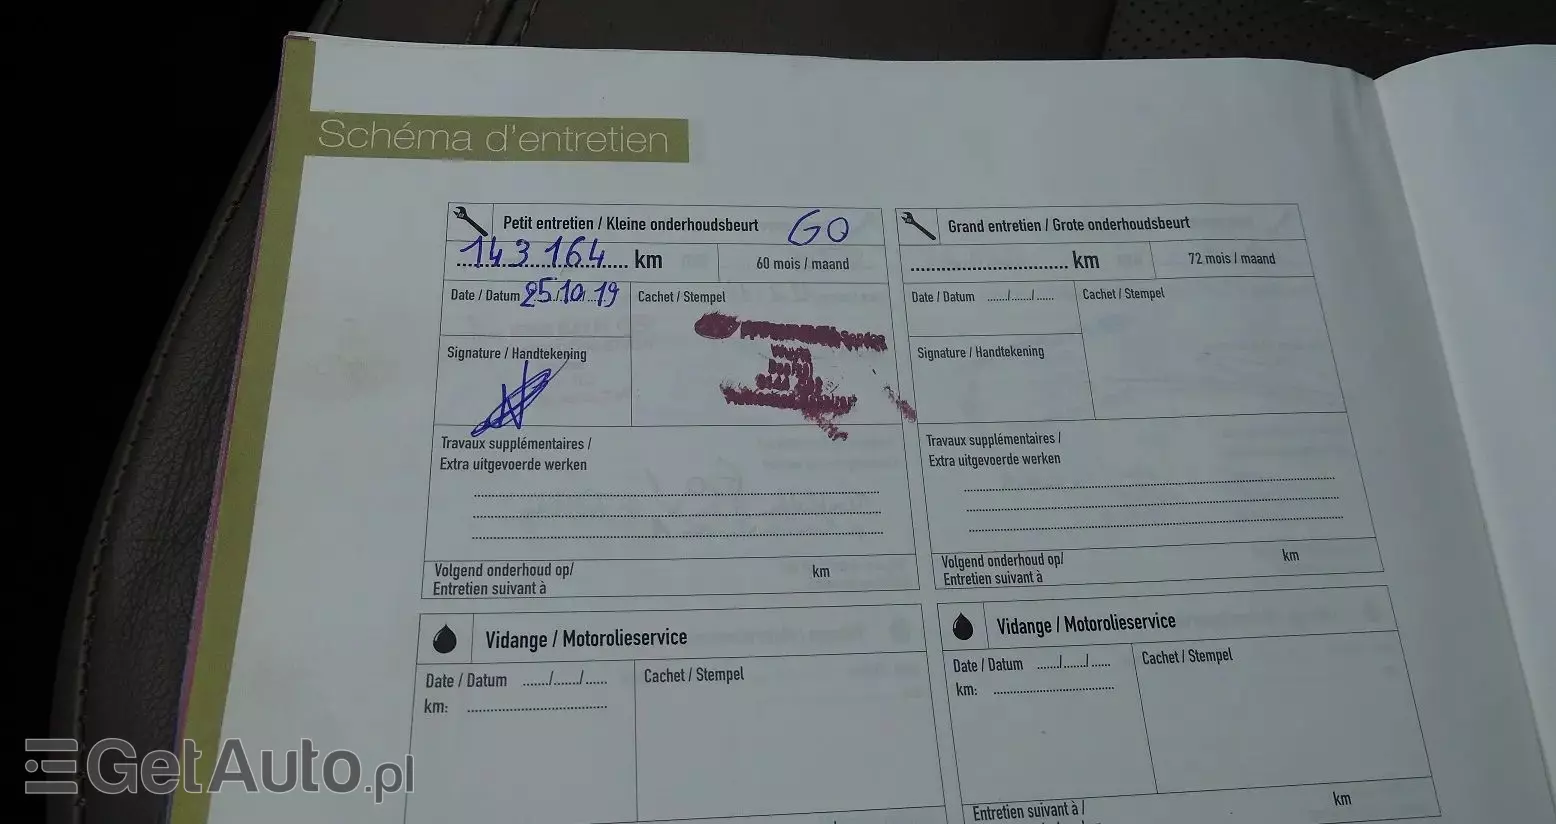 Schéma d'entretien
Petit entretien / Kleine onderhoudsbeurt GO
143 164 km
60 mois / maand
Date / Datum 25/10/19
Cachet / Stempel
Service
Signature / Handtekening
Travaux supplémentaires /
Extra uitgevoerde werken
Volgend onderhoud op/
Entretien suivant à
km
Grand entretien / Grote onderhoudsbeurt
km
72 mois / maand
Date / Datum ....../....../......
Cachet / Stempel
Signature / Handtekening
Travaux supplémentaires /
Extra uitgevoerde werken
Volgend onderhoud op/
Entretien suivant à
km
Vidange / Motorolieservice
Date / Datum ....../....../......
Cachet / Stempel
km:
Vidange / Motorolieservice
Date / Datum ....../....../......
Cachet / Stempel
km:
Entretien suivant à /
km
GetAuto.pl